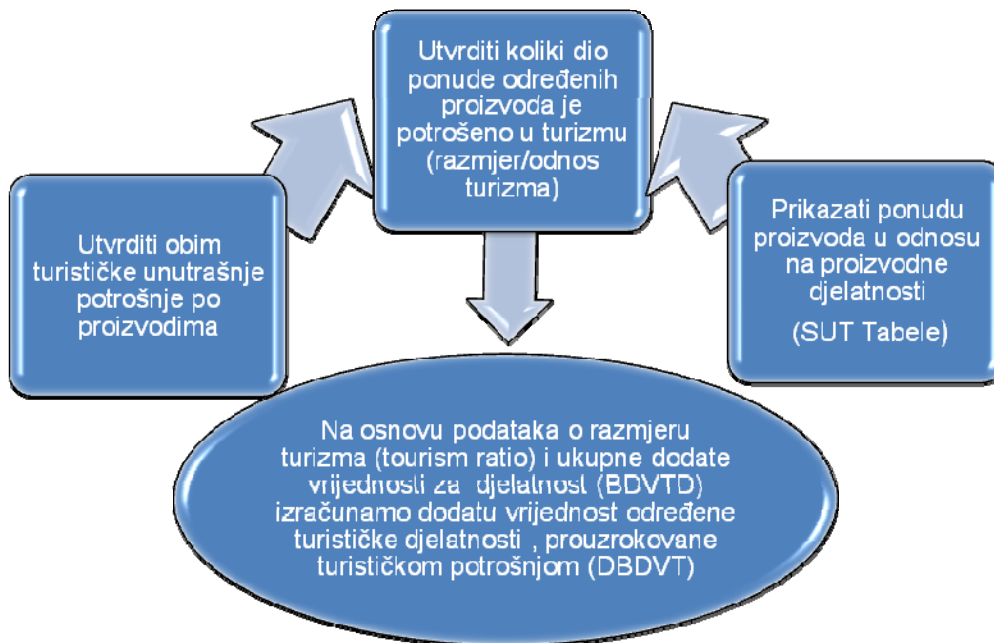 Utvrditi koliki dio
ponude određenih
proizvoda je
potrošeno u turizmu
(razmjer/odnos
turizma)
Utvrditi obim
turističke unutrašnje
potrošnje po
proizvodima
Prikazati ponudu
proizvoda u odnosu
na proizvodne
djelatnosti
(SUT Tabele)
Na osnovu podataka o razmjeru
turizma (tourism ratio) i ukupne dodate
vrijednosti za djelatnost (BDVTD)
izračunamo dodatu vrijednost određene
turističke djelatnosti , prouzrokovane
turističkom potrošnjom (DBDVT)